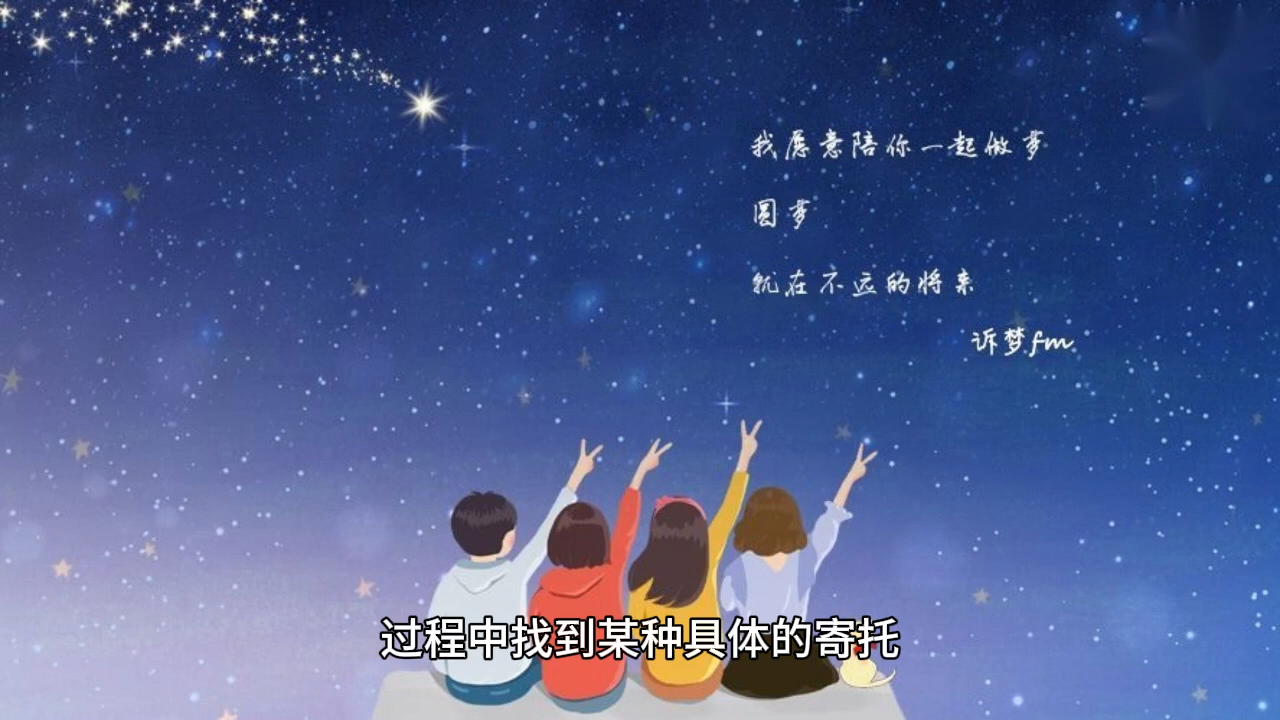 我愿意陪你一起做梦
圆梦
就在不远的将来
诉梦fm
过程中找到某种具体的寄托